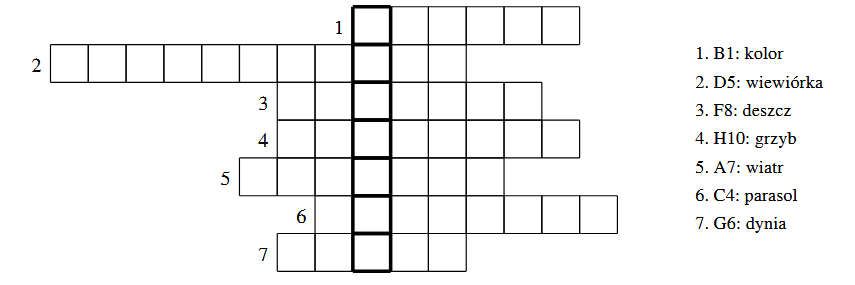 1
2
3
4
5
6
7
1. B1: kolor
2. D5: wiewiórka
3. F8: deszcz
4. H10: grzyb
5. A7: wiatr
6. C4: parasol
7. G6: dynia